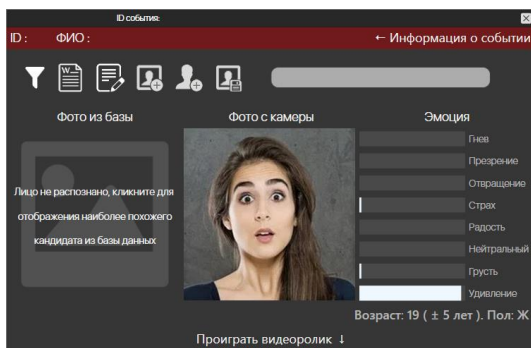 ID события:
ID : ФИО : ← Информация о событии
Фото из базы Фото с камеры Эмоция
Гнев
Презрение
Отвращение
Страх
Радость
Нейтральный
Грусть
Удивление
Лицо не распознано, кликните для
отображения наиболее похожего
кандидата из базы данных
Возраст: 19 ( ± 5 лет ). Пол: Ж
Проиграть видеоролик ↓